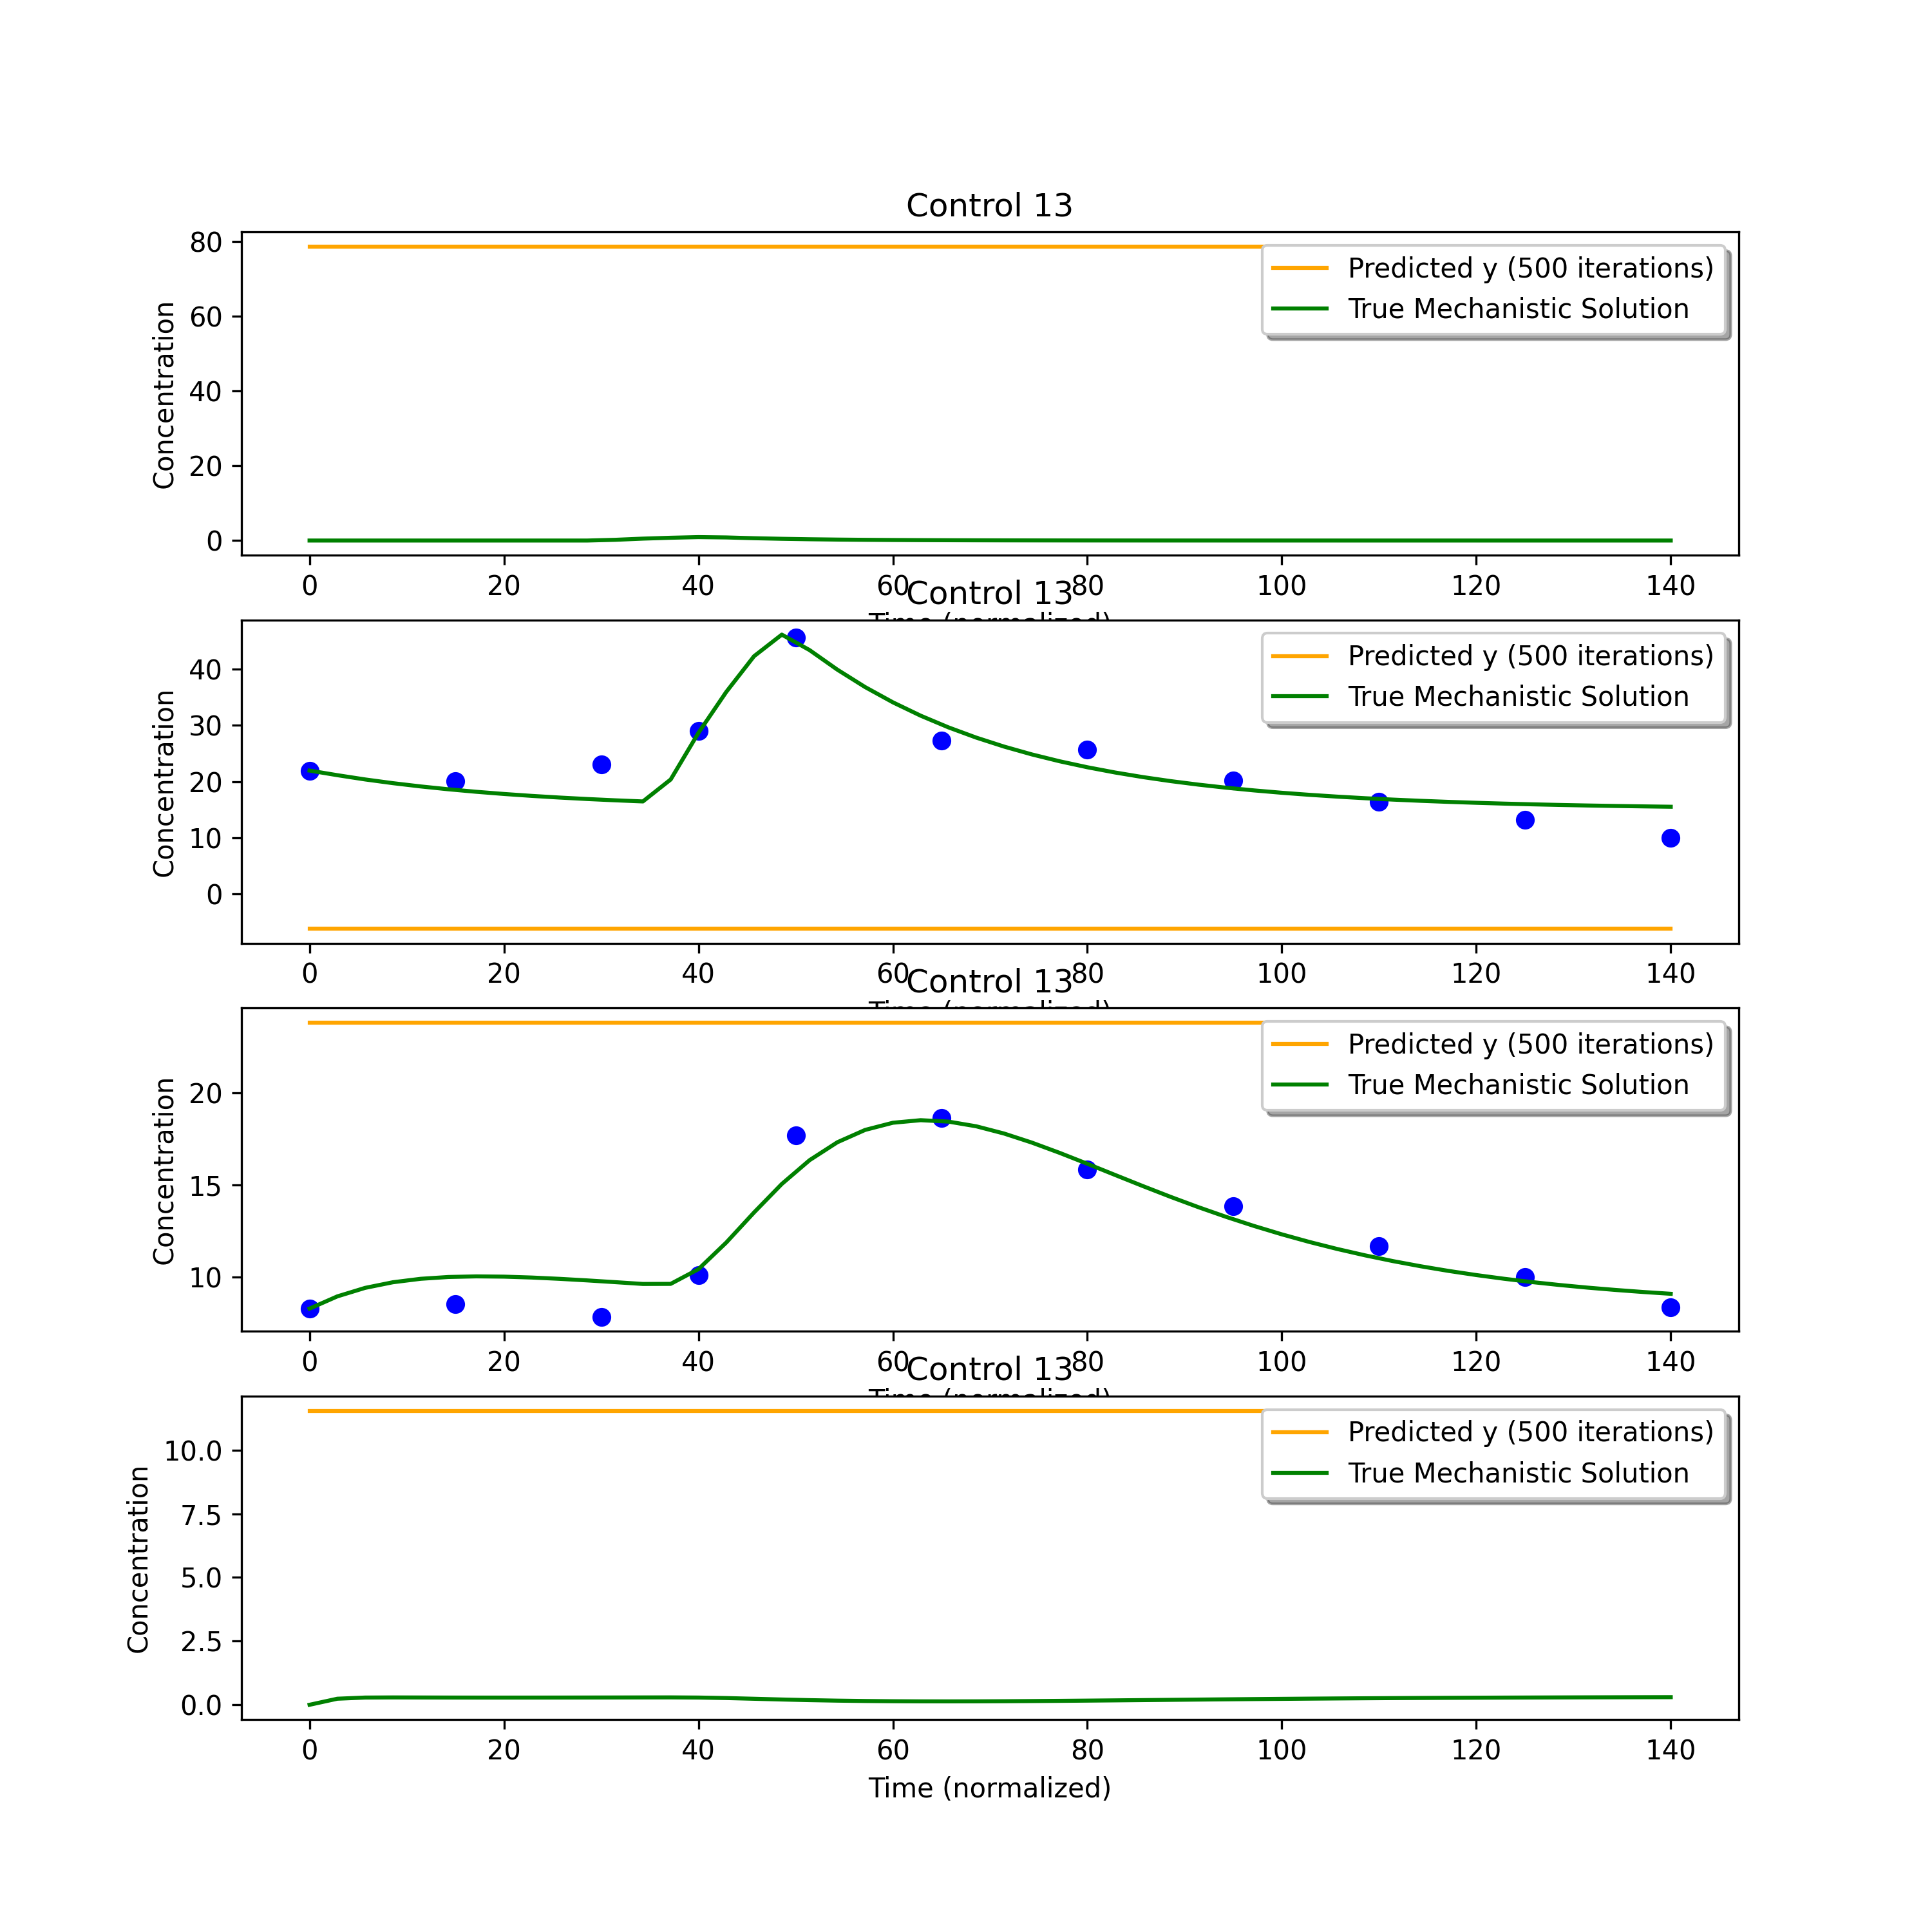 Control 13
80
60
40
20
0
Concentration
Predicted y (500 iterations)
True Mechanistic Solution
0 20 40 60 80 100 120 140
Control 13
40
30
20
10
0
Concentration
Predicted y (500 iterations)
True Mechanistic Solution
0 20 40 60 80 100 120 140
Control 13
20
15
10
Concentration
Predicted y (500 iterations)
True Mechanistic Solution
0 20 40 60 80 100 120 140
Control 13
10.0
7.5
5.0
2.5
0.0
Concentration
Predicted y (500 iterations)
True Mechanistic Solution
0 20 40 60 80 100 120 140
Time (normalized)